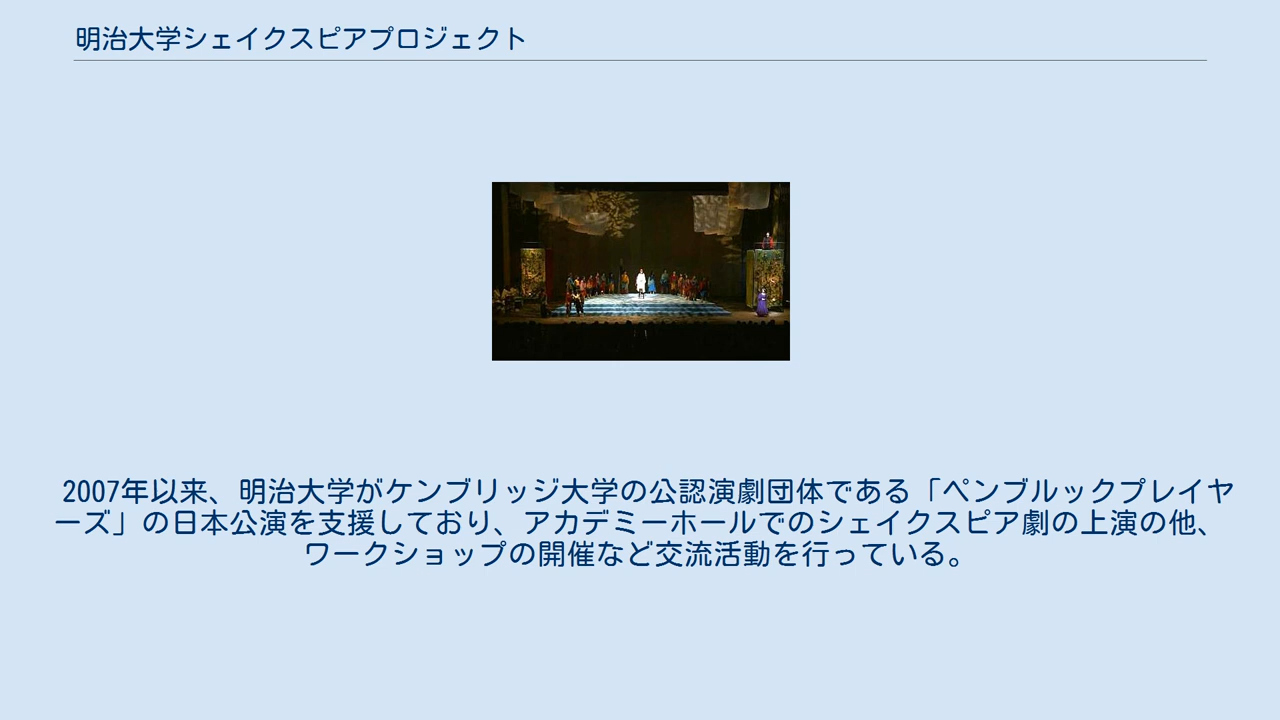 明治大学シェイクスピアプロジェクト
2007年以来、明治大学がケンブリッジ大学の公認演劇団体である「ペンブルックプレイヤ
ーズ」の日本公演を支援しており、アカデミーホールでのシェイクスピア劇の上演の他、
ワークショップの開催など交流活動を行っている。